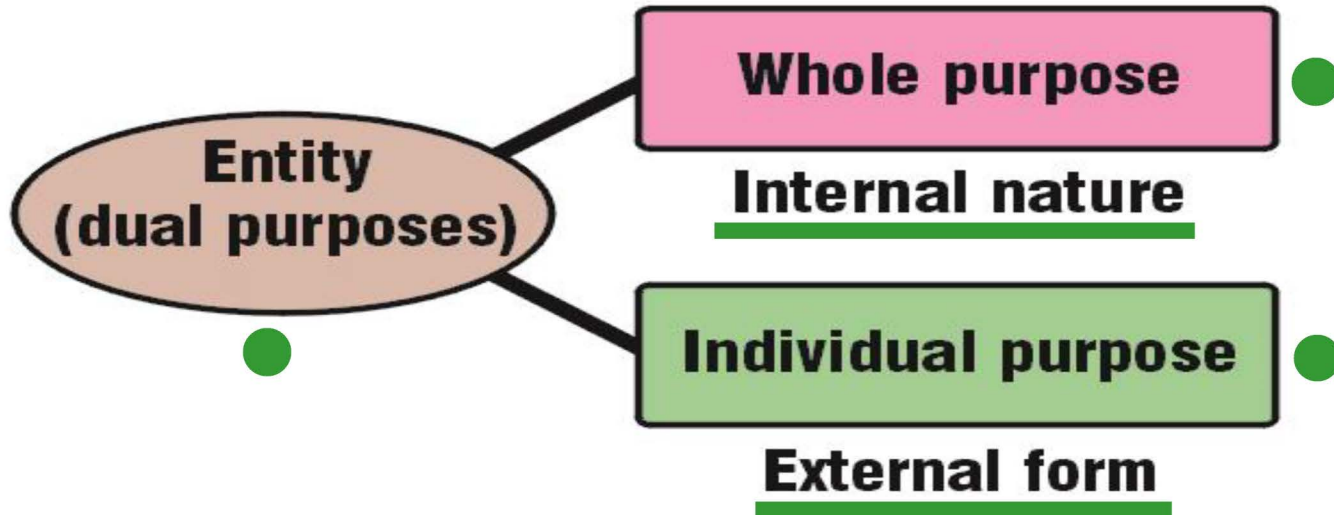 Entity
(dual purposes)
Whole purpose
Internal nature
Individual purpose
External form